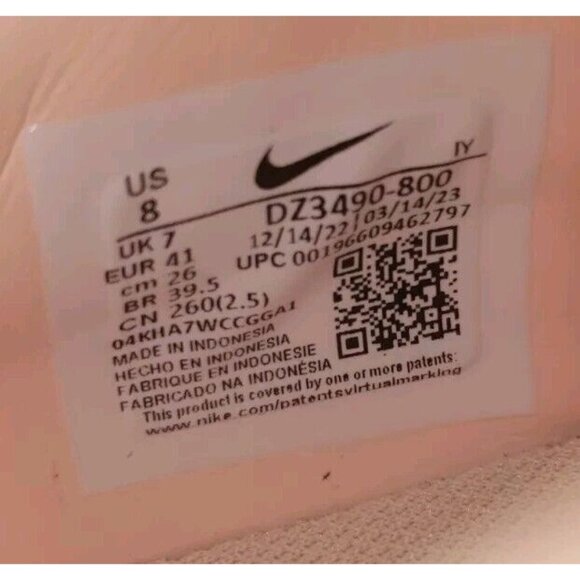 US
8
IY
DZ3490-800
UK 7
12/14/22 03/14/23
EUR 41
UPC 00196609462797
cm 26
BR 39.5
CN 260(2.5)
04KHA7WCCGGA1
MADE IN INDONESIA
HECHO EN INDONESIA
FABRIQUE EN INDONESIE
FABRICADO NA INDONÉSIA
This product is covered by one or more patents:
www.nike.com/patentsvirtualmarking